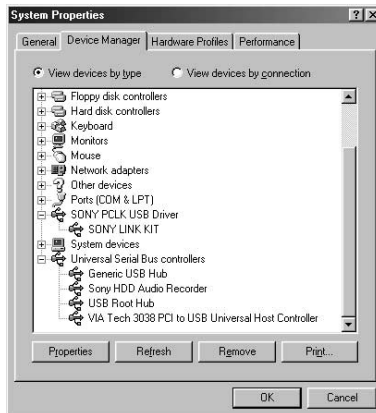 System Properties
General Device Manager Hardware Profiles Performance
View devices by type View devices by connection
Floppy disk controllers
Hard disk controllers
Keyboard
Monitors
Mouse
Network adapters
Other devices
Ports (COM & LPT)
SONY PCLK USB Driver
SONY LINK KIT
System devices
Universal Serial Bus controllers
Generic USB Hub
Sony HDD Audio Recorder
USB Root Hub
VIA Tech 3038 PCI to USB Universal Host Controller
Properties Refresh Remove Print...
OK Cancel